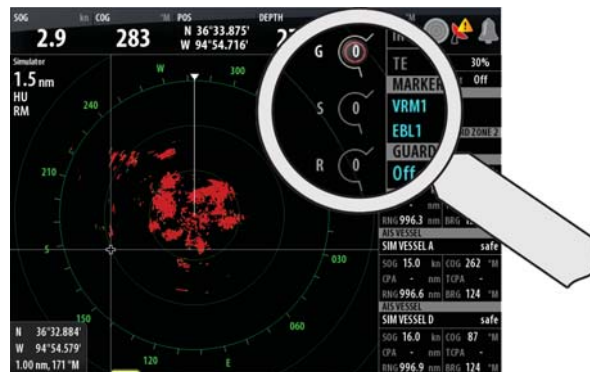 SOG kn COG °M POS DEPTH
2.9 283 N 36°33.875' W 94°54.716'
Simulator
1.5 nm
HU
RM
W
300
240
210
S
030
150
060
120
E
G 0
S 0
R 0
TE 30%
MARKER Off
VRM1
EBL1
GUARD
Off
RNG 996.3 nm BRG
AIS VESSEL
SIM VESSEL A safe
SOG 15.0 kn COG 262 °M
CPA - nm TCPA -
RNG 996.6 nm BRG 124 °M
AIS VESSEL
SIM VESSEL D safe
SOG 16.0 kn COG 87 °M
CPA - nm TCPA -
RNG 996.9 nm BRG 124 °M
N 36°32.884'
W 94°54.579'
1.00 nm, 171 °M